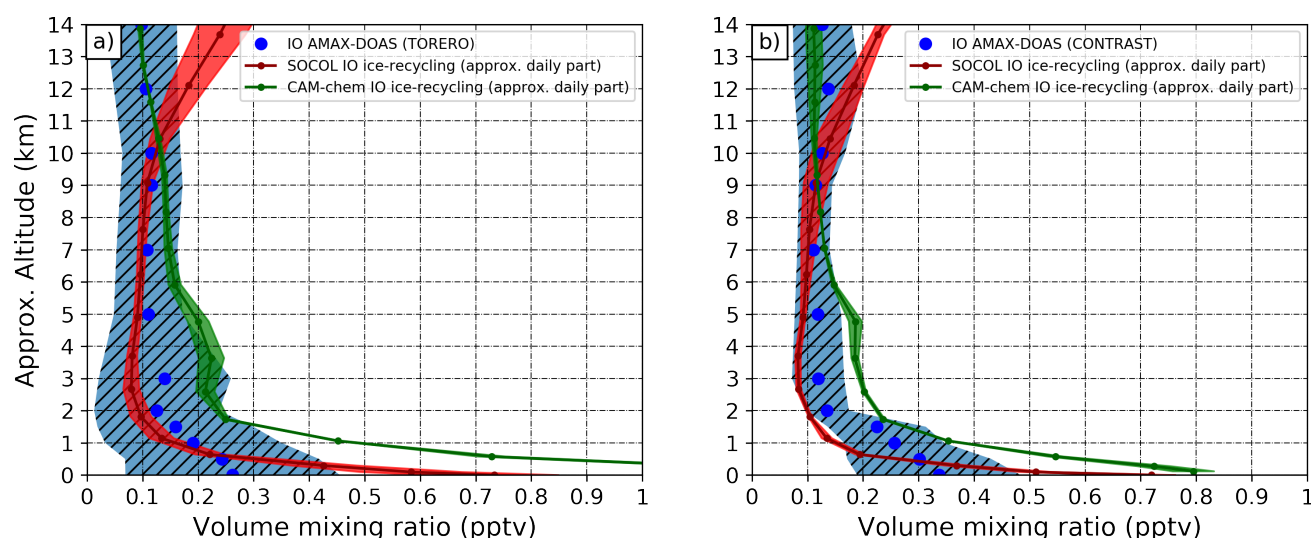 a)
IO AMAX-DOAS (TORERO)
SOCOL IO ice-recycling (approx. daily part)
CAM-chem IO ice-recycling (approx. daily part)
14
13
12
11
10
9
8
7
6
5
4
3
2
1
0
Approx. Altitude (km)
0 0.1 0.2 0.3 0.4 0.5 0.6 0.7 0.8 0.9 1
Volume mixing ratio (pptv)
b)
IO AMAX-DOAS (CONTRAST)
SOCOL IO ice-recycling (approx. daily part)
CAM-chem IO ice-recycling (approx. daily part)
14
13
12
11
10
9
8
7
6
5
4
3
2
1
0
0 0.1 0.2 0.3 0.4 0.5 0.6 0.7 0.8 0.9 1
Volume mixing ratio (pptv)